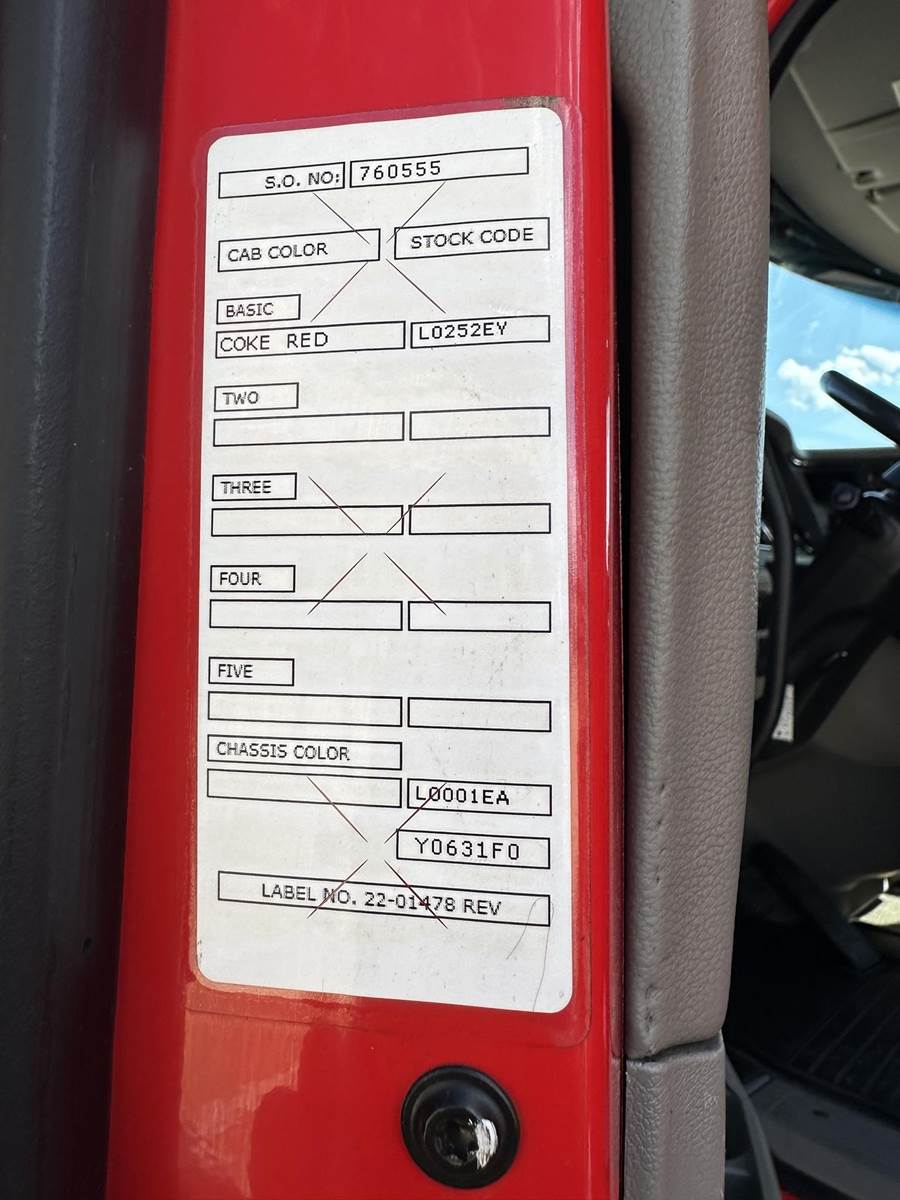 S.O. NO: 760555
CAB COLOR STOCK CODE
BASIC
COKE RED L0252EY
TWO
THREE
FOUR
FIVE
CHASSIS COLOR
L0001EA
Y0631F0
LABEL NO. 22-01478 REV